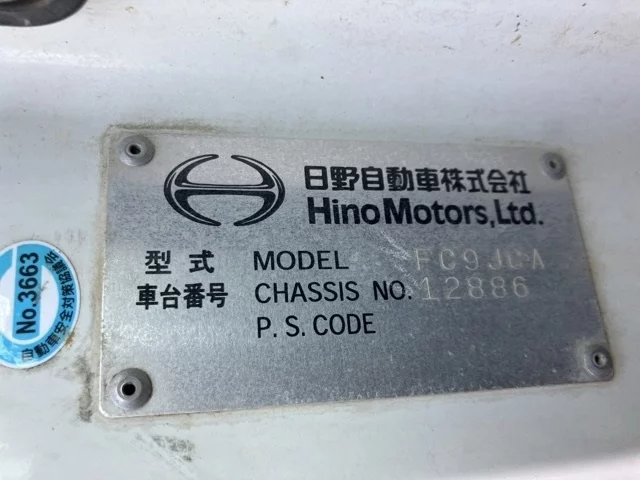 日野自動車株式会社
Hino Motors, Ltd.
型式 MODEL FC9JCA
車台番号 CHASSIS NO. 12886
P. S. CODE
No.3663